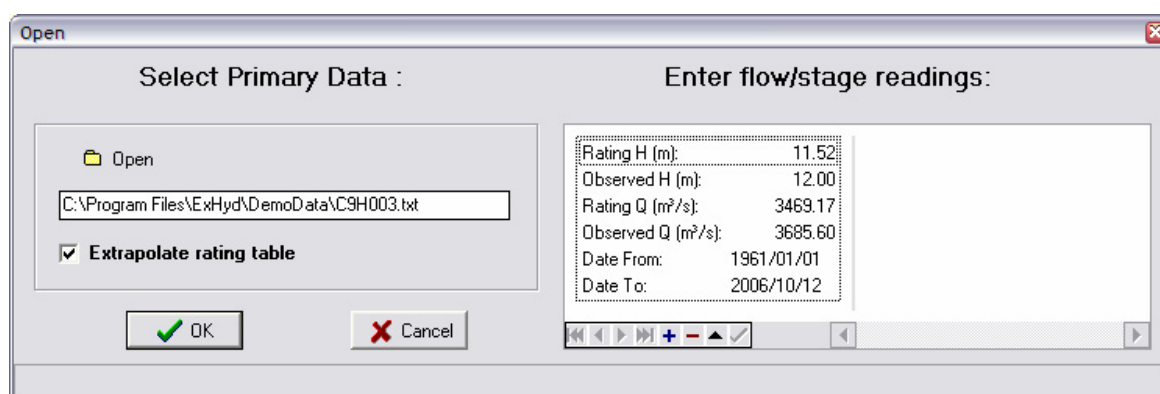 Open
Select Primary Data :
Open
C:\Program Files\ExHyd\DemoData\C9H003.txt
Extrapolate rating table
OK
Cancel
Enter flow/stage readings:
Rating H (m): 11.52
Observed H (m): 12.00
Rating Q (m³/s): 3469.17
Observed Q (m³/s): 3685.60
Date From: 1961/01/01
Date To: 2006/10/12